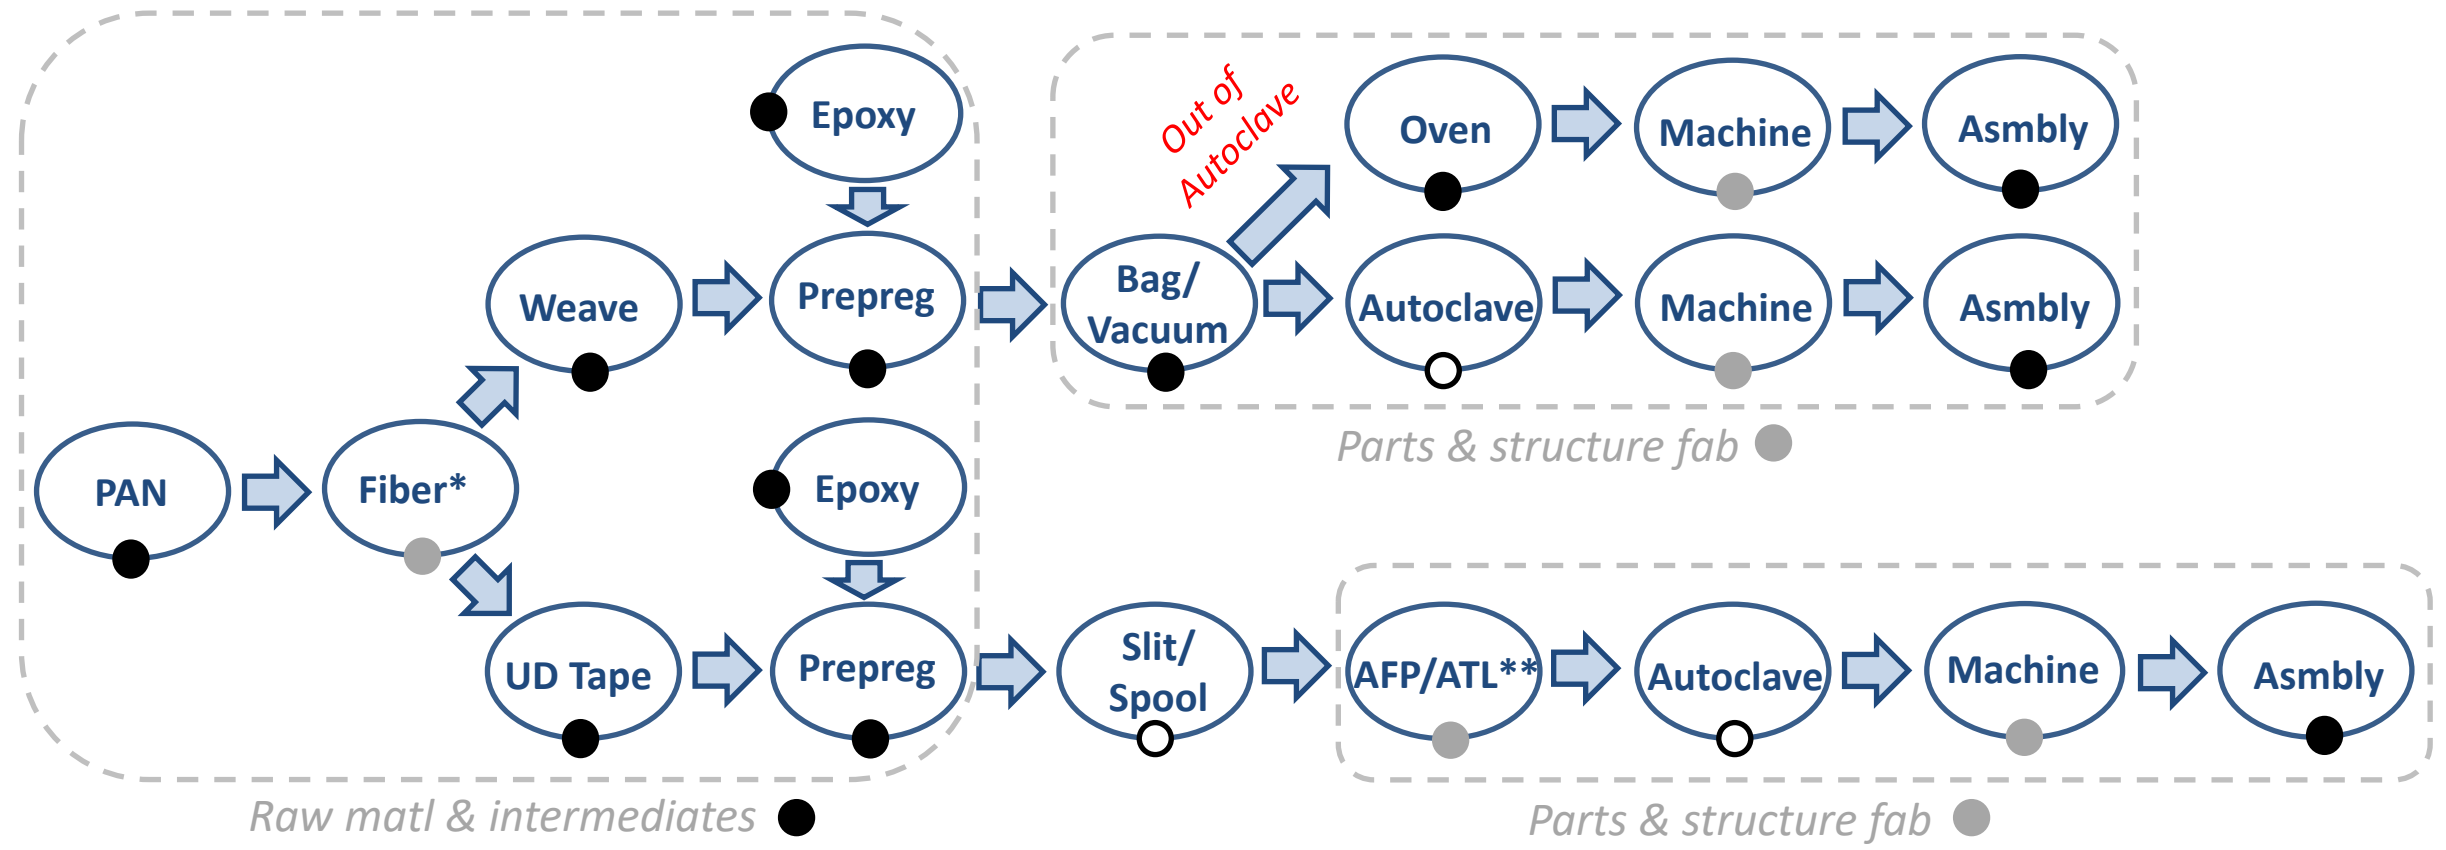 Epoxy
Out of
Autoclave
Oven
Machine
Asmbly
Weave
Prepreg
Bag/
Vacuum
Autoclave
Machine
Asmbly
Parts & structure fab
PAN
Fiber*
Epoxy
UD Tape
Prepreg
Slit/
Spool
AFP/ATL**
Autoclave
Machine
Asmbly
Raw matl & intermediates
Parts & structure fab